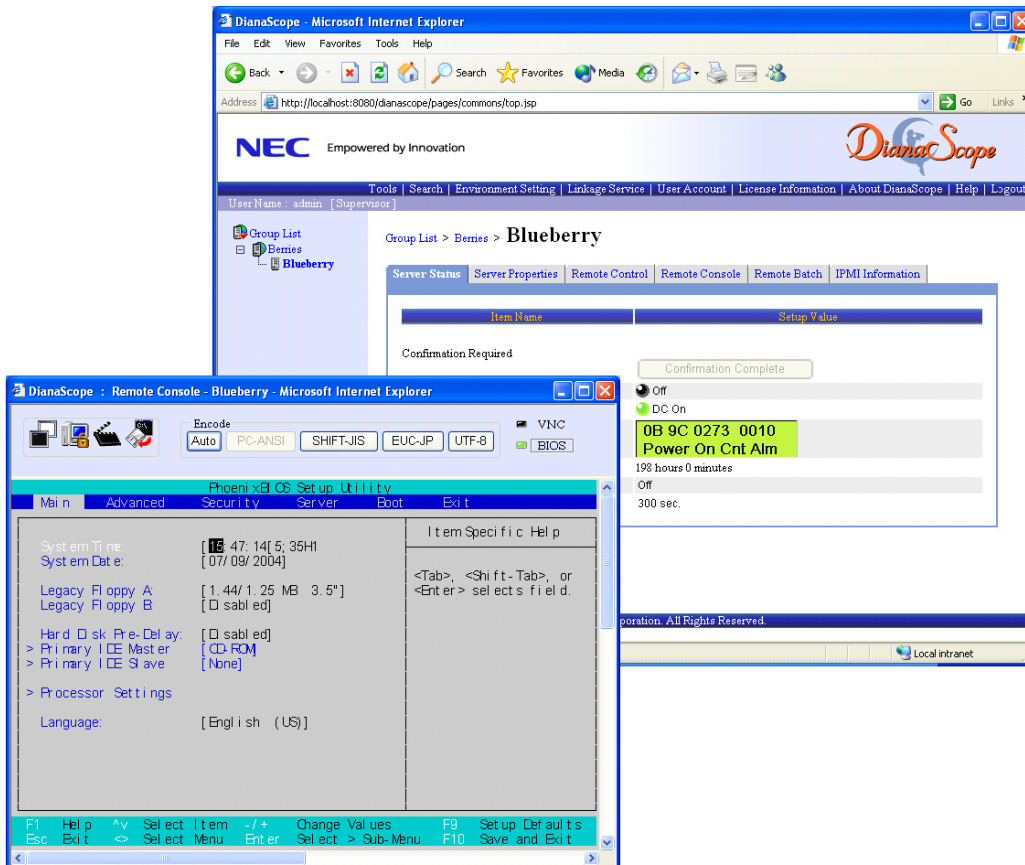 DianaScope - Microsoft Internet Explorer
File Edit View Favorites Tools Help
Back Search Favorites Media
Address http://localhost:8080/dianascope/pages/commons/top.jsp Go Links
NEC Empowered by Innovation DianaScope
Tools | Search | Environment Setting | Linkage Service | User Account | License Information | About DianaScope | Help | Logout
User Name : admin [Supervisor]
Group List
Berries
Blueberry
Group List > Berries > Blueberry
Server Status Server Properties Remote Control Remote Console Remote Batch IPMI Information
Item Name Setup Value
Confirmation Required
Confirmation Complete
Off
DC On
0B 9C 0273 0010
Power On Cnt Alm
198 hours 0 minutes
Off
300 sec.
poration. All Rights Reserved.
Local intranet
DianaScope : Remote Console - Blueberry - Microsoft Internet Explorer
Encode
Auto PC-ANSI SHIFT-JIS EUC-JP UTF-8
VNC
BIOS
PhoenixBIOS Setup Utility
Main Advanced Security Server Boot Exit
Item Specific Help
System Time: [15:47:14[5;35H1
System Date: [07/09/2004]
<Tab>, <Shift-Tab>, or
<Enter> selects field.
Legacy Floppy A: [1.44/1.25 MB 3.5"]
Legacy Floppy B: [Disabled]
Hard Disk Pre-Delay: [Disabled]
> Primary IDE Master [CD-ROM]
> Primary IDE Slave [None]
> Processor Settings
Language: [English (US)]
F1 Help ^v Select Item -/+ Change Values F9 Setup Defaults
Esc Exit <> Select Menu Enter Select > Sub-Menu F10 Save and Exit